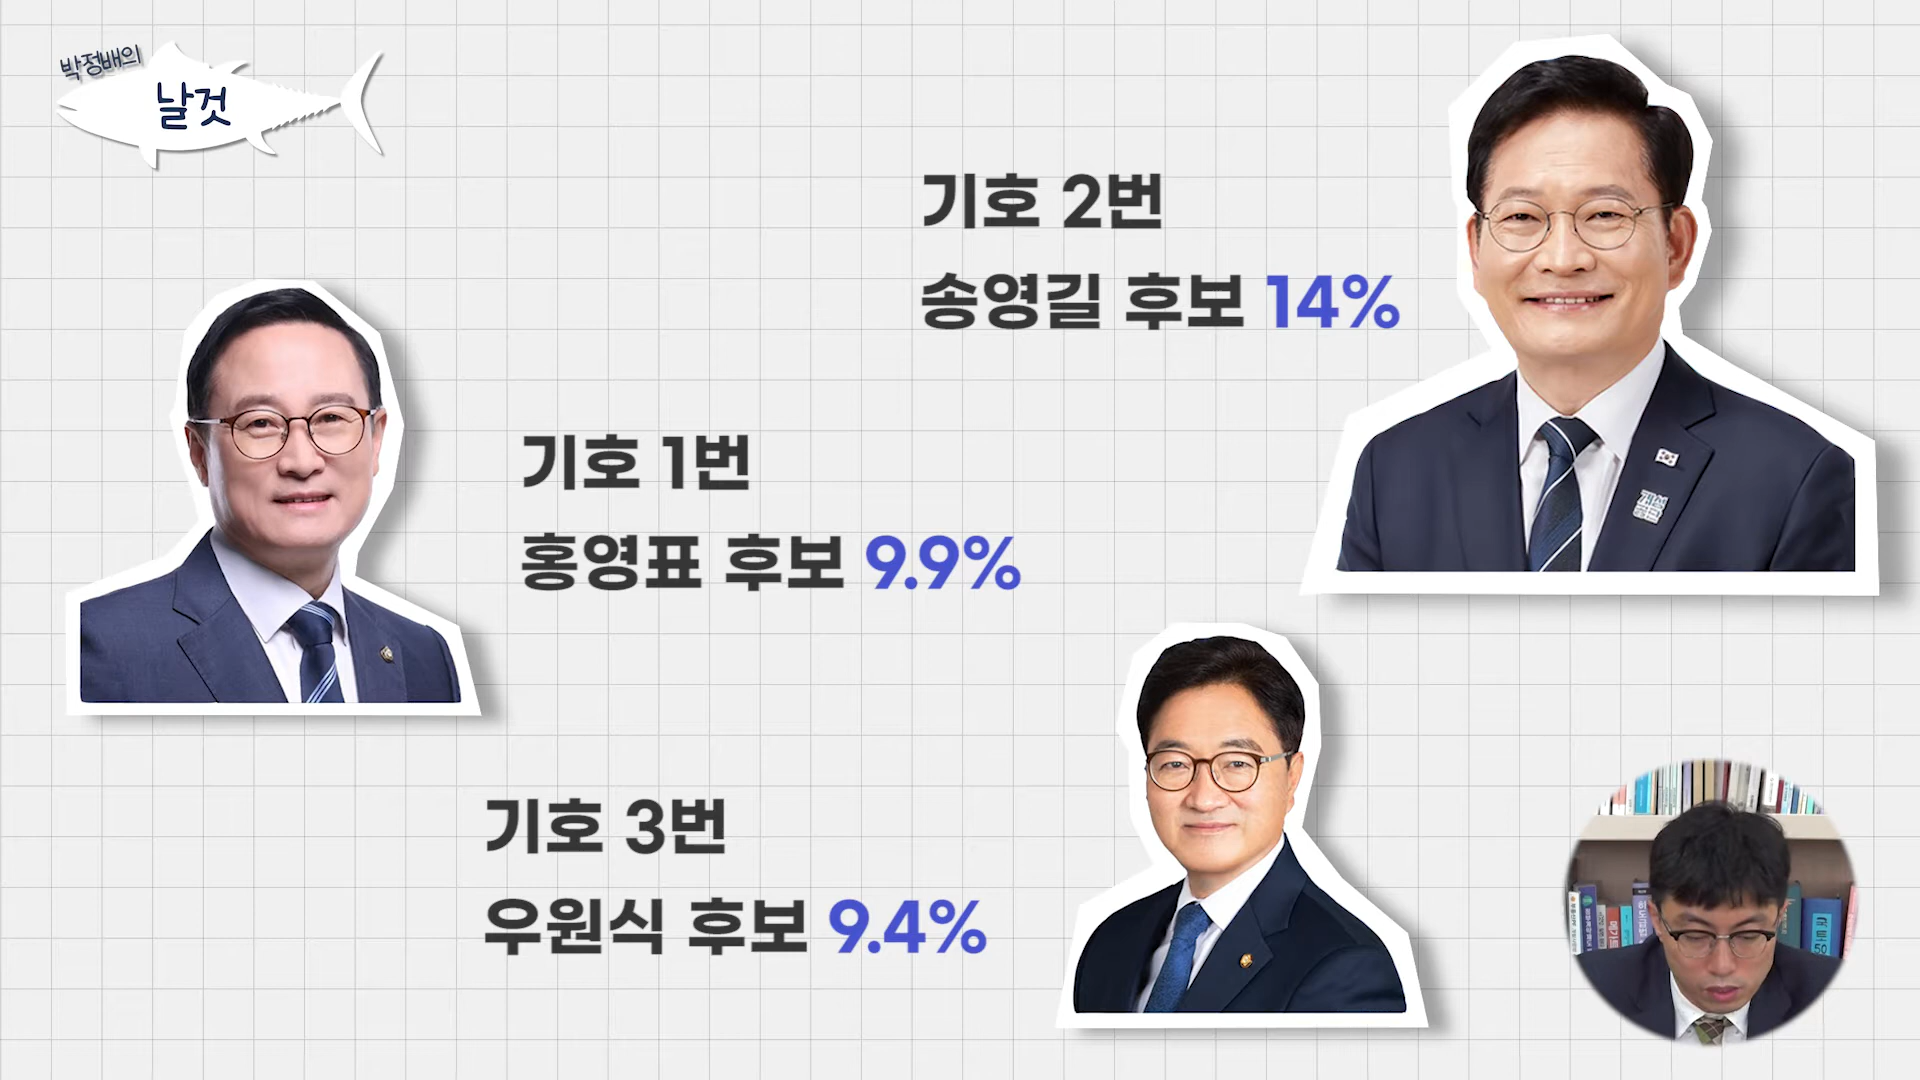 박정배의
날것
기호 2번
송영길 후보 14%
기호 1번
홍영표 후보 9.9%
기호 3번
우원식 후보 9.4%